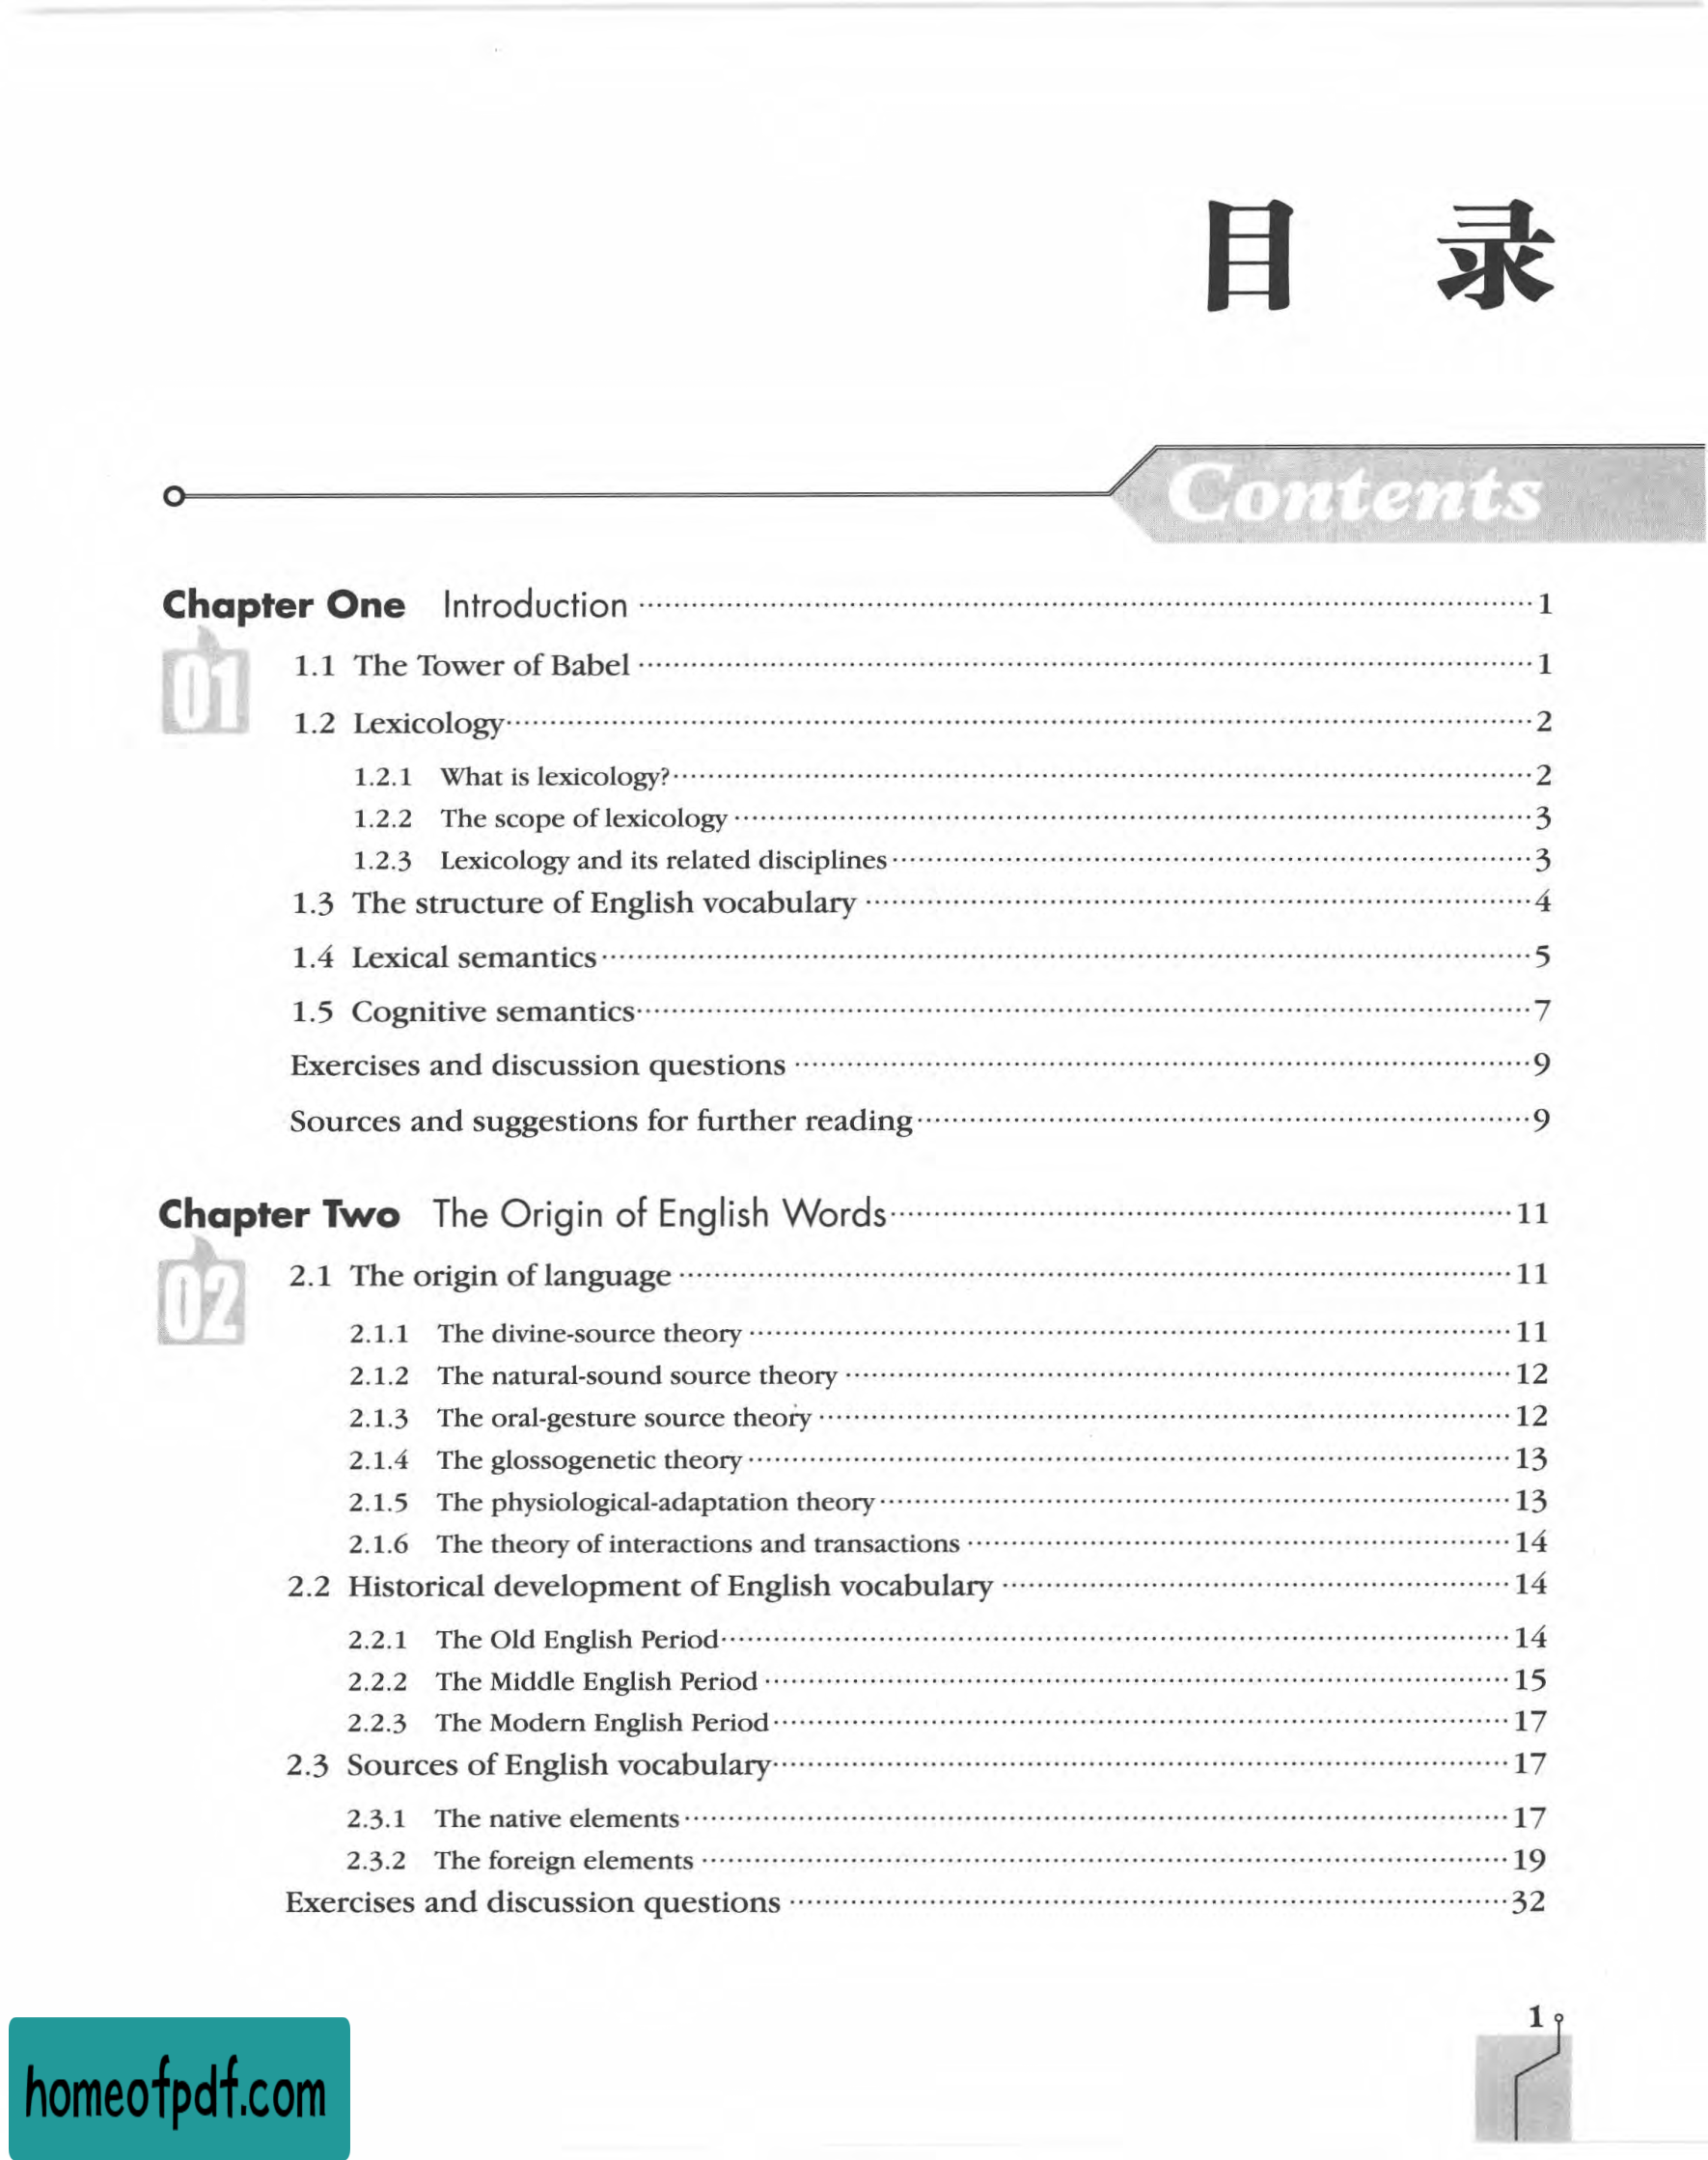 目 录
Contents
Chapter One Introduction ········ 1
01
1.1 The Tower of Babel ········ 1
1.2 Lexicology ········ 2
1.2.1 What is lexicology? ········ 2
1.2.2 The scope of lexicology ········ 3
1.2.3 Lexicology and its related disciplines ········ 3
1.3 The structure of English vocabulary ········ 4
1.4 Lexical semantics ········ 5
1.5 Cognitive semantics ········ 7
Exercises and discussion questions ········ 9
Sources and suggestions for further reading ········ 9
Chapter Two The Origin of English Words ········ 11
02
2.1 The origin of language ········ 11
2.1.1 The divine-source theory ········ 11
2.1.2 The natural-sound source theory ········ 12
2.1.3 The oral-gesture source theory ········ 12
2.1.4 The glossogenetic theory ········ 13
2.1.5 The physiological-adaptation theory ········ 13
2.1.6 The theory of interactions and transactions ········ 14
2.2 Historical development of English vocabulary ········ 14
2.2.1 The Old English Period ········ 14
2.2.2 The Middle English Period ········ 15
2.2.3 The Modern English Period ········ 17
2.3 Sources of English vocabulary ········ 17
2.3.1 The native elements ········ 17
2.3.2 The foreign elements ········ 19
Exercises and discussion questions ········ 32
1
homeofpdf.com